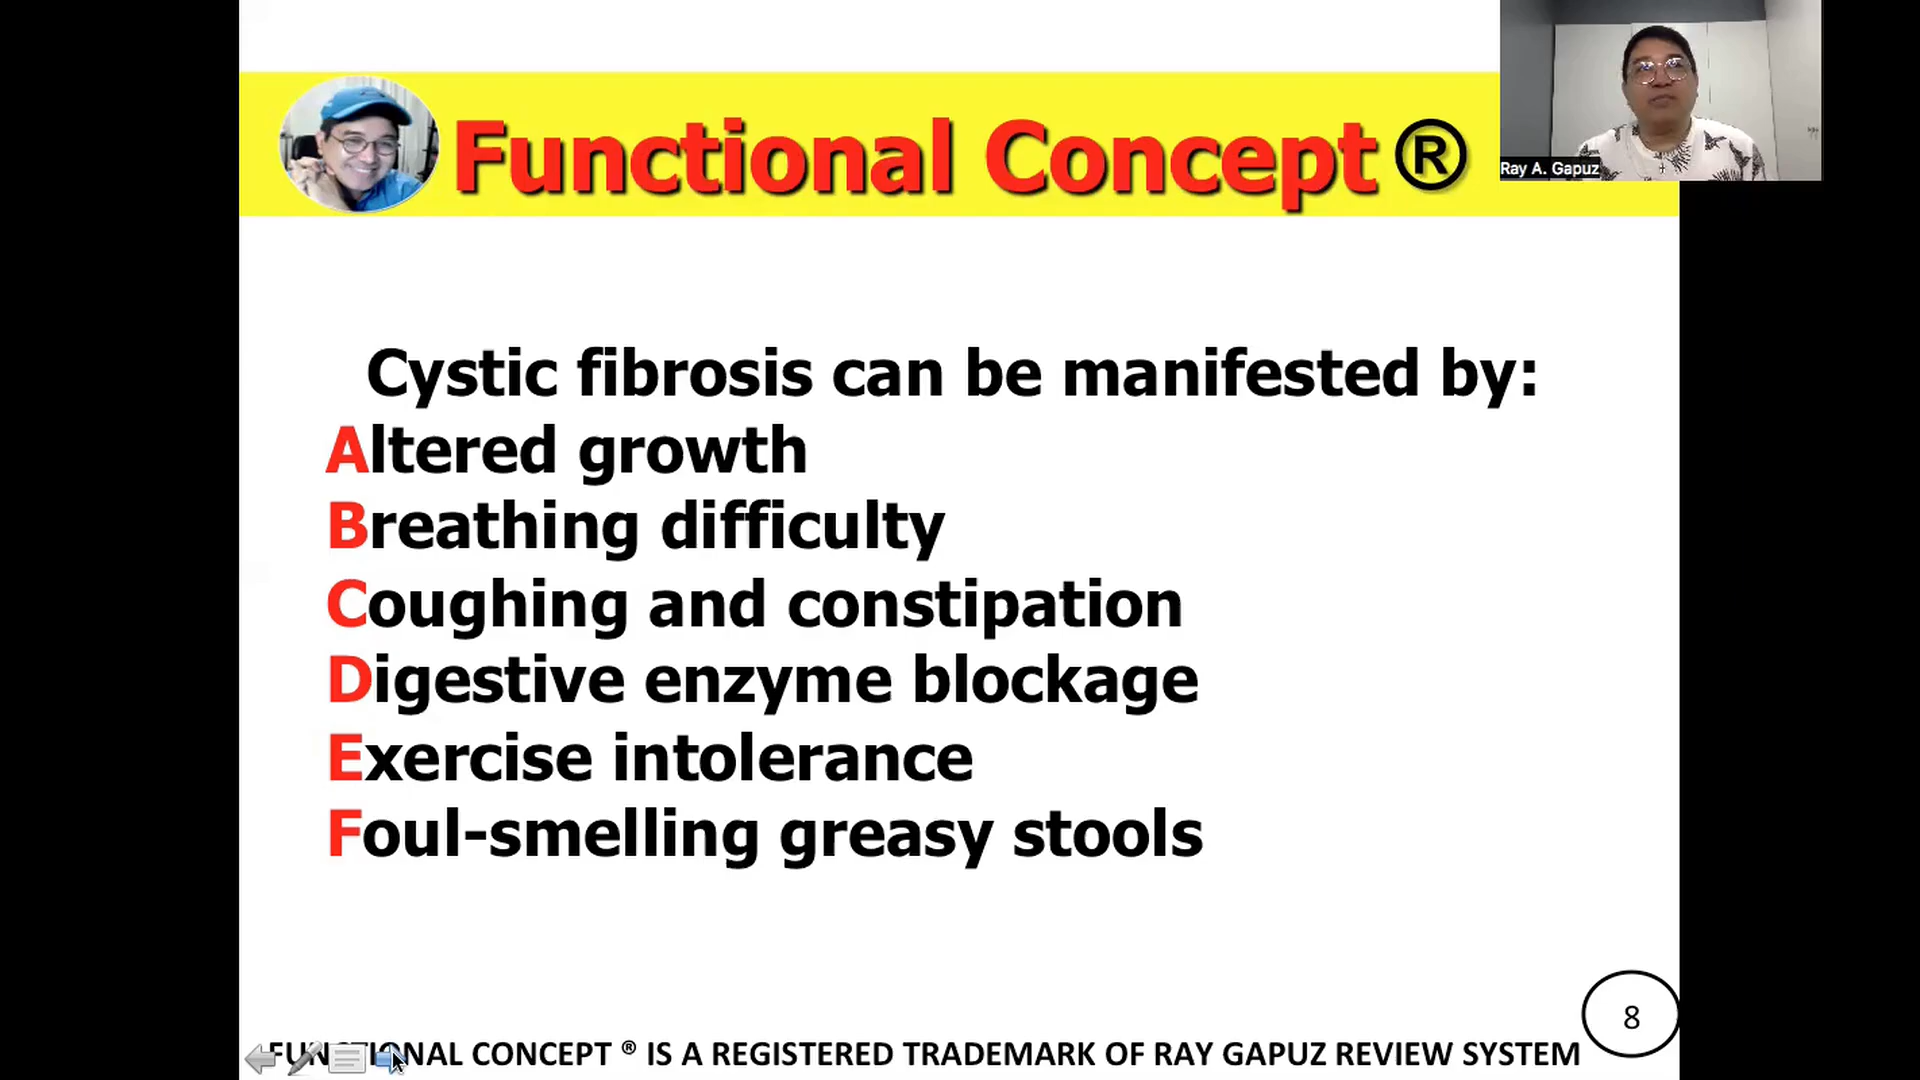 Functional Concept ®
Ray A. Gapuz
Cystic fibrosis can be manifested by:
Altered growth
Breathing difficulty
Coughing and constipation
Digestive enzyme blockage
Exercise intolerance
Foul-smelling greasy stools
8
FUNCTIONAL CONCEPT ® IS A REGISTERED TRADEMARK OF RAY GAPUZ REVIEW SYSTEM